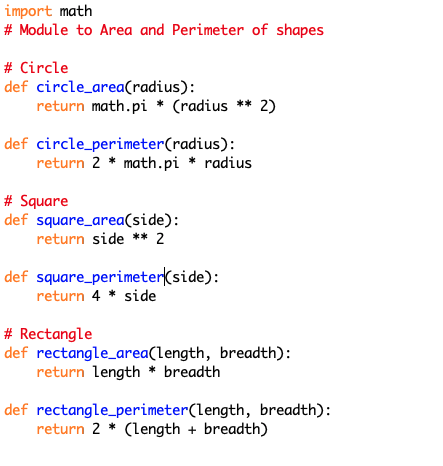 import math
# Module to Area and Perimeter of shapes
# Circle
def circle_area(radius):
    return math.pi * (radius ** 2)
def circle_perimeter(radius):
    return 2 * math.pi * radius
# Square
def square_area(side):
    return side ** 2
def square_perimeter(side):
    return 4 * side
# Rectangle
def rectangle_area(length, breadth):
    return length * breadth
def rectangle_perimeter(length, breadth):
    return 2 * (length + breadth)